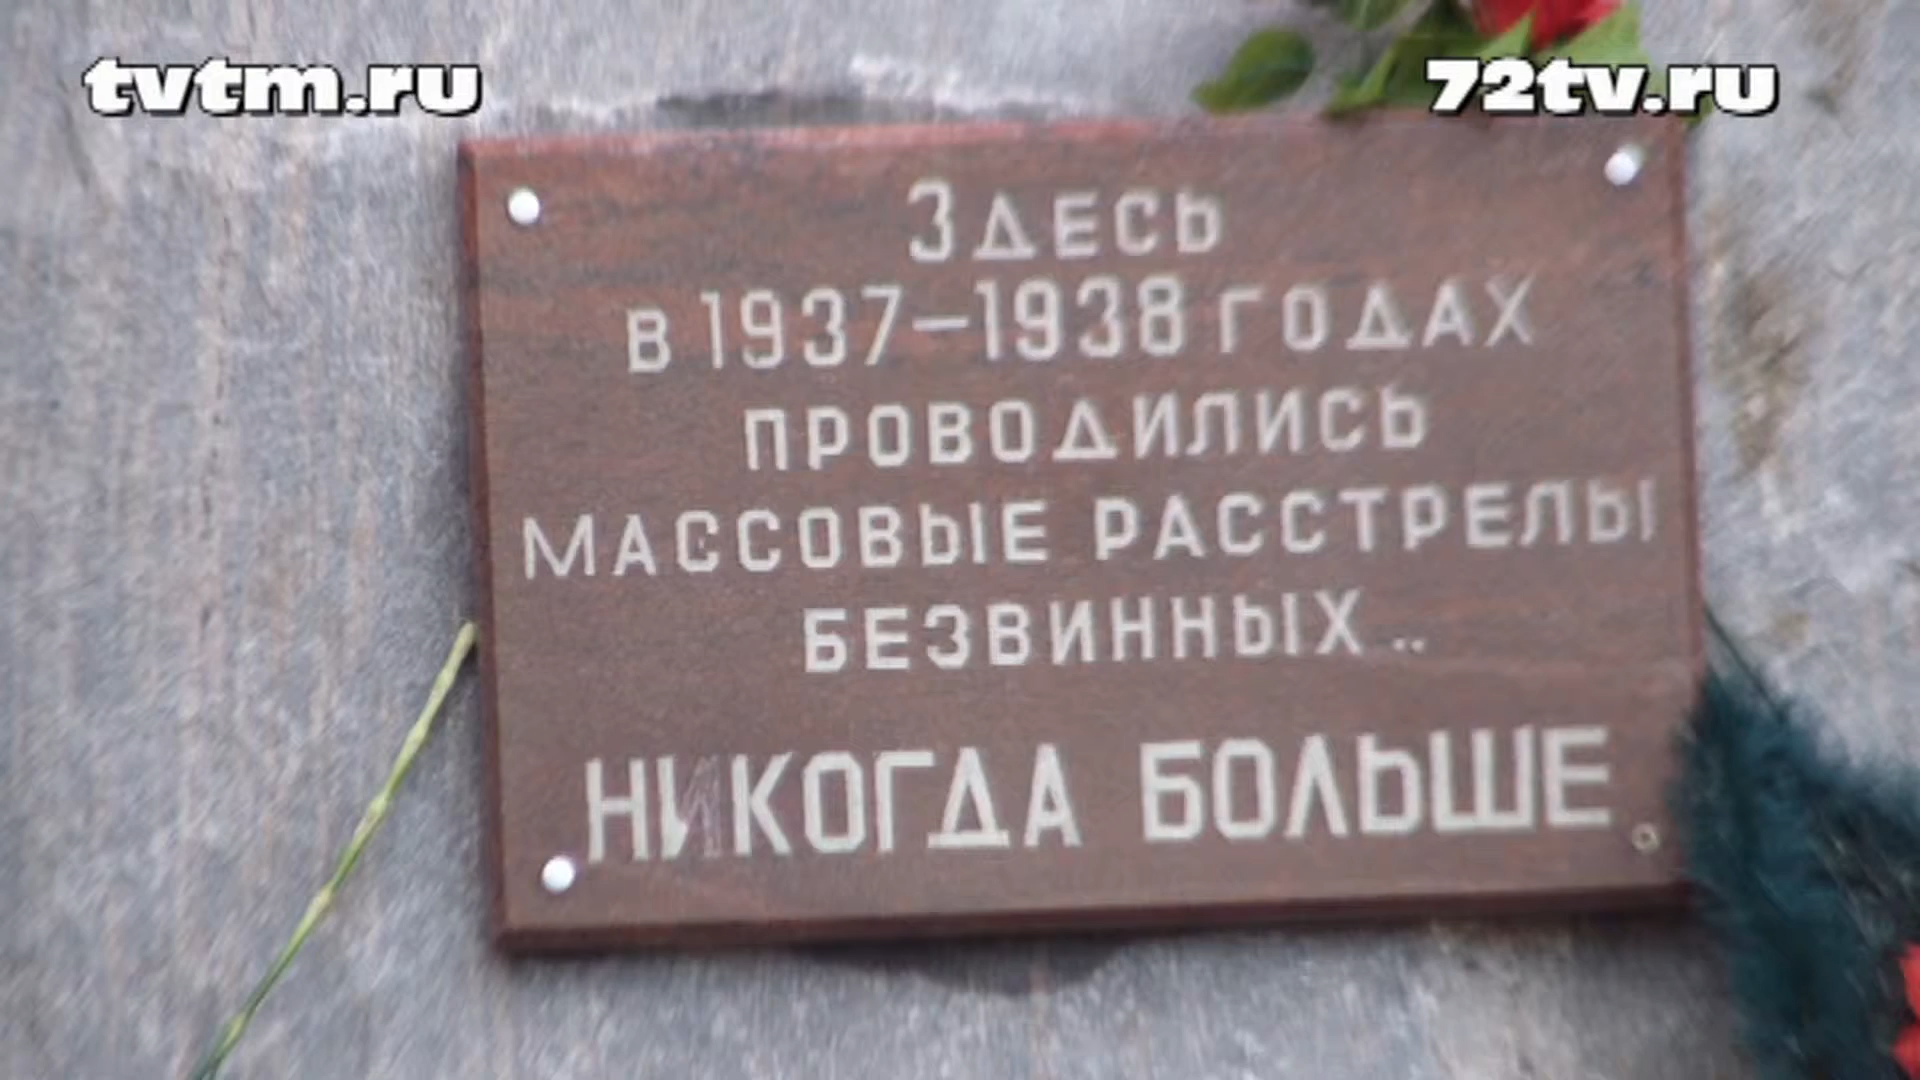 tvtm.ru
72tv.ru
Здесь
в 1937–1938 годах
проводились
массовые расстрелы
безвинных..
НИКОГДА БОЛЬШЕ